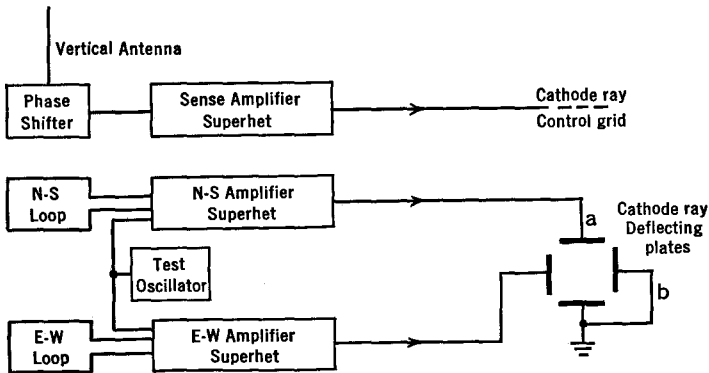 Vertical Antenna
Phase
Shifter
Sense Amplifier
Superhet
Cathode ray
Control grid
N-S
Loop
N-S Amplifier
Superhet
a
Cathode ray
Deflecting
plates
Test
Oscillator
b
E-W
Loop
E-W Amplifier
Superhet